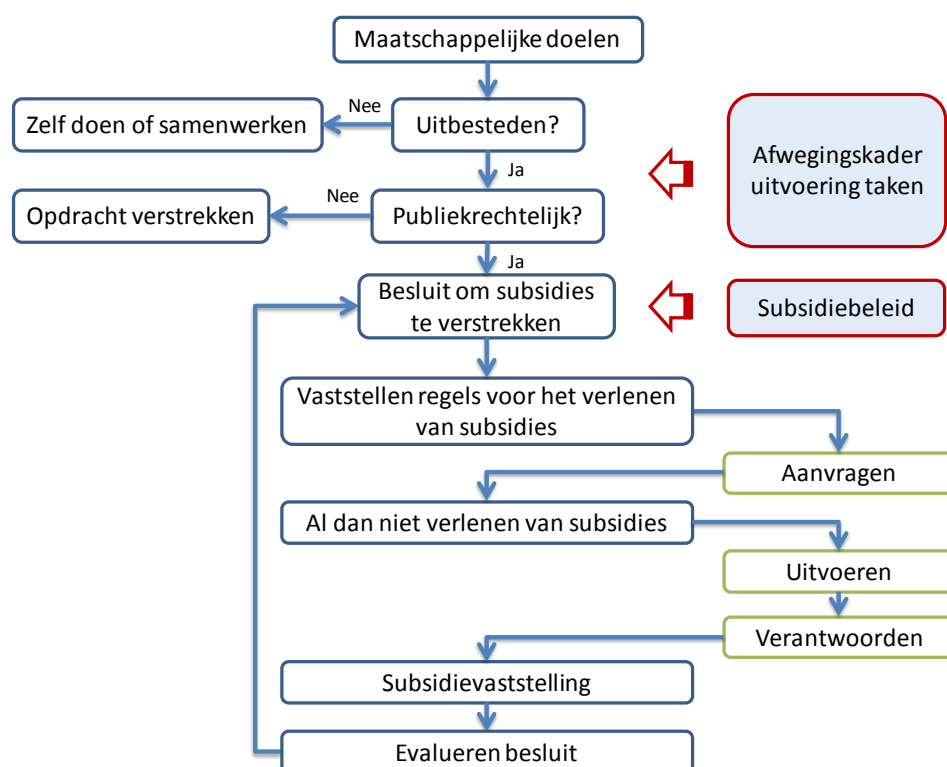 Maatschappelijke doelen
Nee
Zelf doen of samenwerken
Uitbesteden?
Afwegingskader
uitvoering taken
Ja
Nee
Opdracht verstrekken
Publiekrechtelijk?
Ja
Besluit om subsidies
te verstrekken
Subsidiebeleid
Vaststellen regels voor het verlenen
van subsidies
Aanvragen
Al dan niet verlenen van subsidies
Uitvoeren
Verantwoorden
Subsidievaststelling
Evalueren besluit